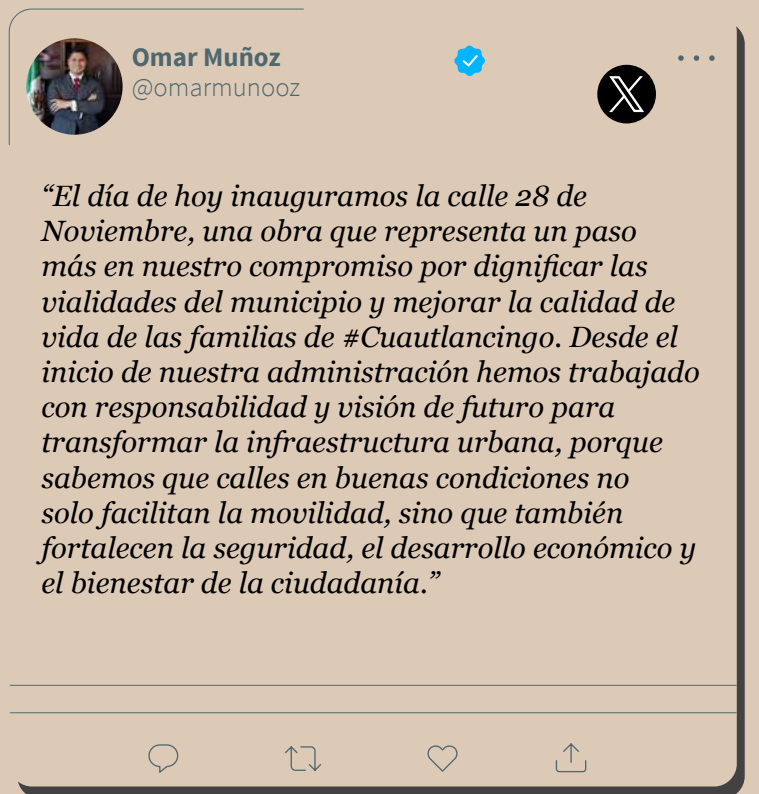 Omar Muñoz
@omarmunooz
“El día de hoy inauguramos la calle 28 de
Noviembre, una obra que representa un paso
más en nuestro compromiso por dignificar las
vialidades del municipio y mejorar la calidad de
vida de las familias de #Cuautlancingo. Desde el
inicio de nuestra administración hemos trabajado
con responsabilidad y visión de futuro para
transformar la infraestructura urbana, porque
sabemos que calles en buenas condiciones no
solo facilitan la movilidad, sino que también
fortalecen la seguridad, el desarrollo económico y
el bienestar de la ciudadanía.”